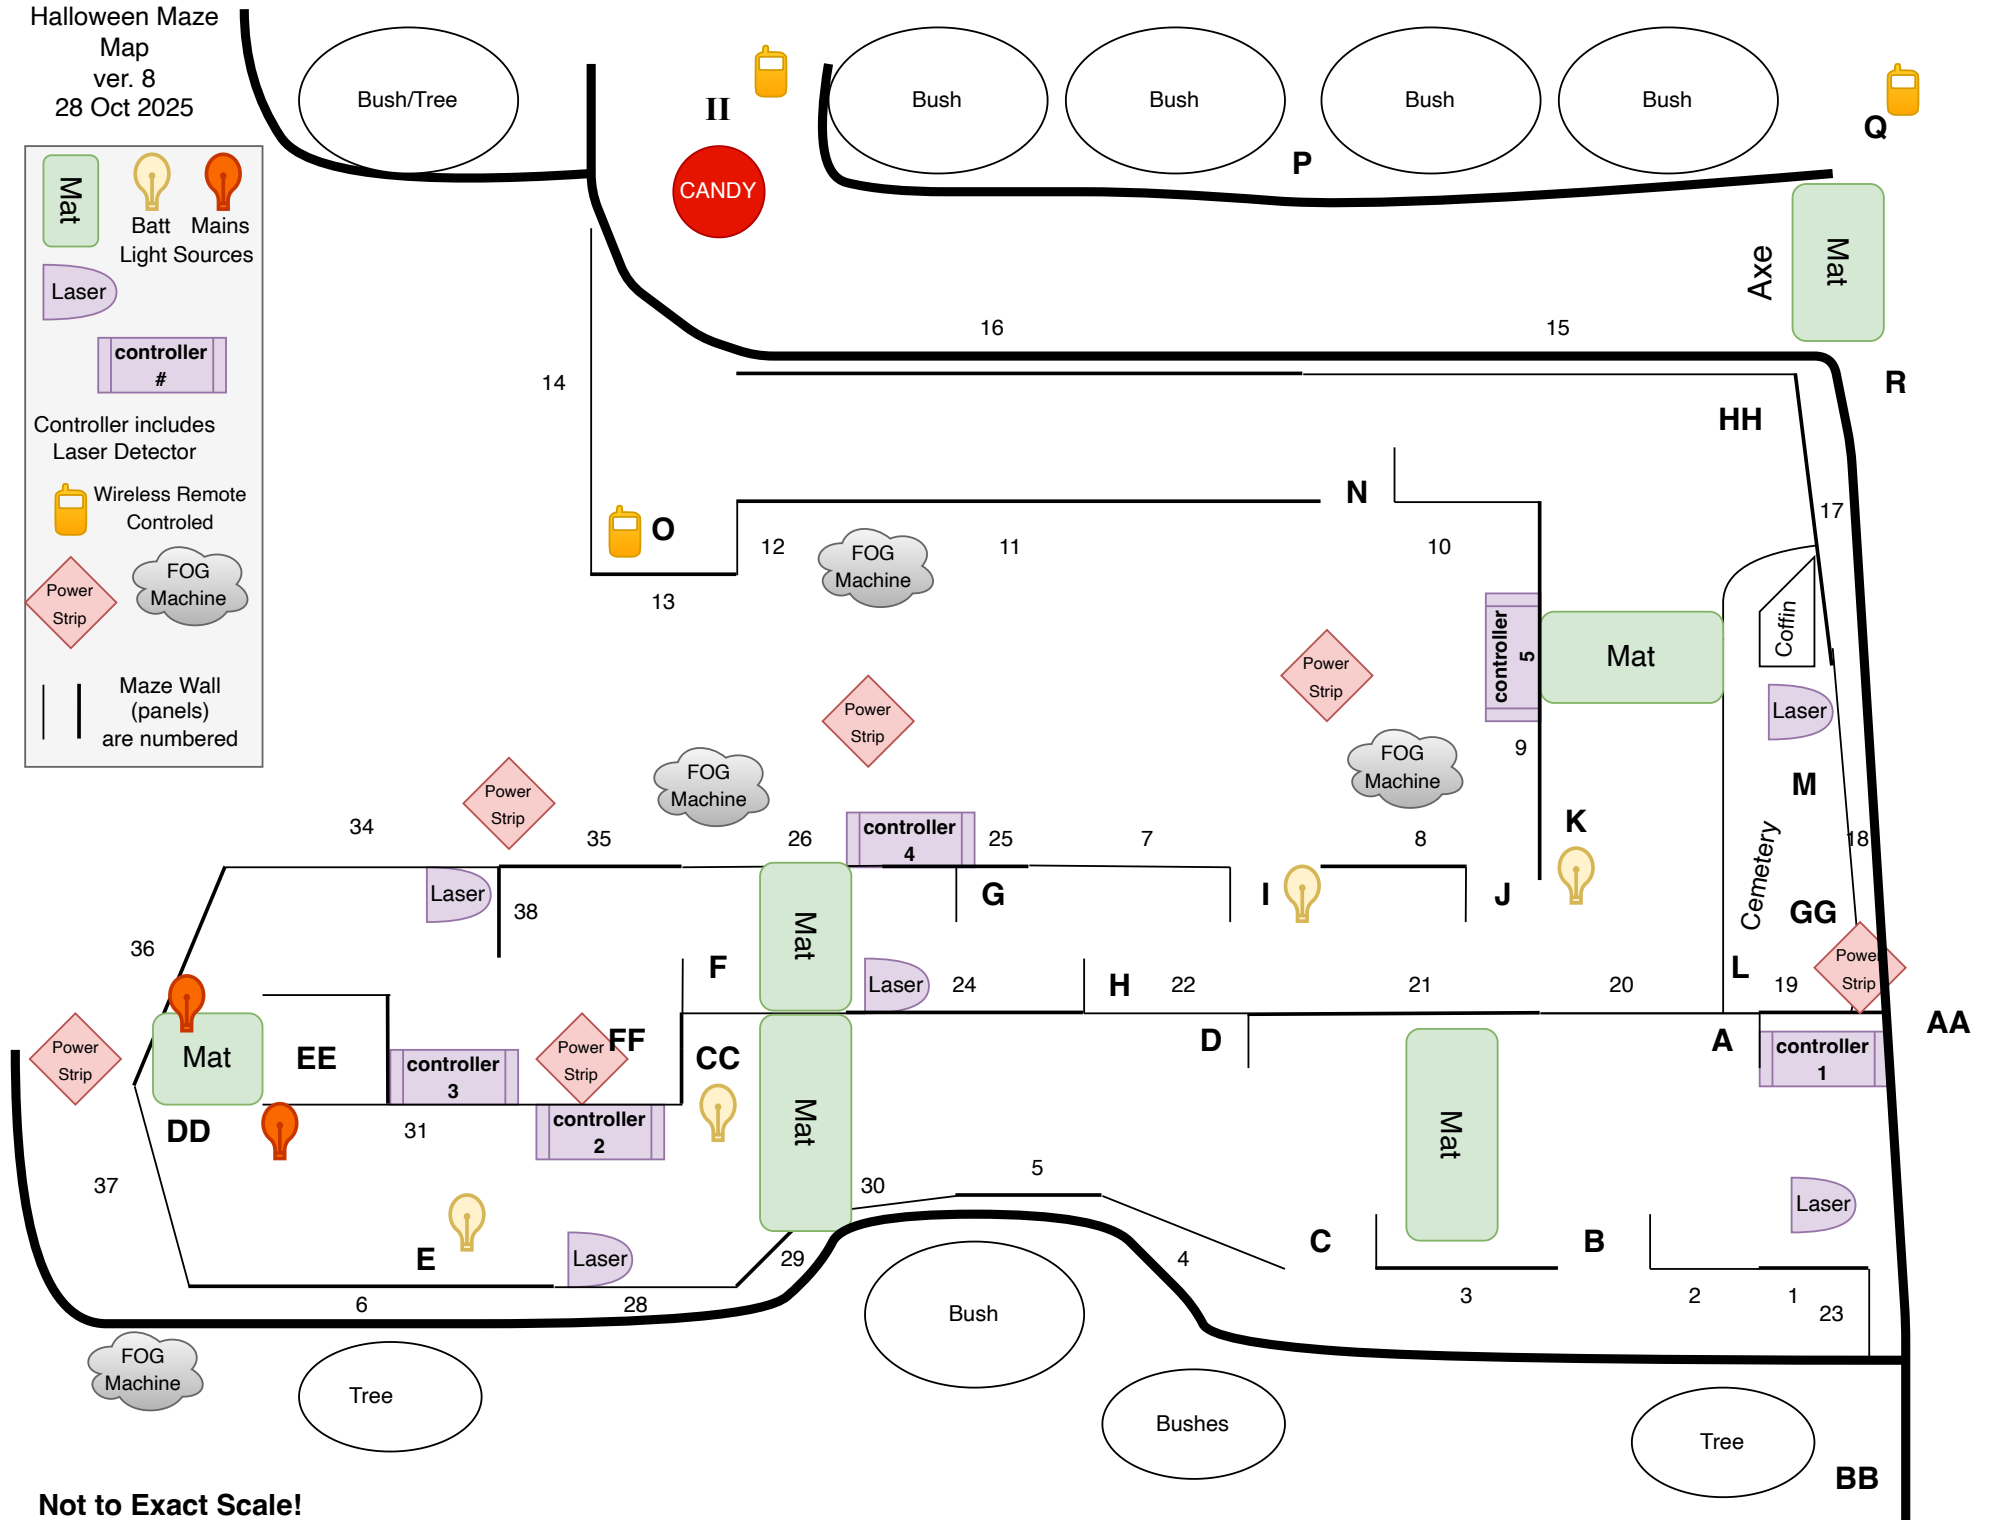 Halloween Maze
Map
ver. 8
28 Oct 2025
Mat
Batt
Mains
Light Sources
Laser
controller
#
Controller includes
Laser Detector
Wireless Remote
Controled
Power
Strip
FOG
Machine
Maze Wall
(panels)
are numbered
Bush/Tree
II
CANDY
Bush
Bush
Bush
Bush
P
Q
Axe
Mat
16
15
R
14
HH
N
17
O
12
11
10
13
FOG
Machine
Coffin
controller
5
Mat
Power
Strip
Power
Strip
Laser
9
FOG
Machine
FOG
Machine
M
Power
Strip
34
35
26
controller
4
25
7
8
K
18
Cemetery
Laser
38
G
I
J
GG
36
Mat
F
Laser
24
H
22
21
20
L
19
Power
Strip
AA
Power
Strip
Mat
EE
controller
3
Power
Strip
FF
CC
D
A
controller
1
DD
31
controller
2
Mat
Mat
37
30
5
Laser
E
Laser
29
4
C
B
6
28
3
2
1
23
Bush
FOG
Machine
Tree
Bushes
Tree
BB
Not to Exact Scale!